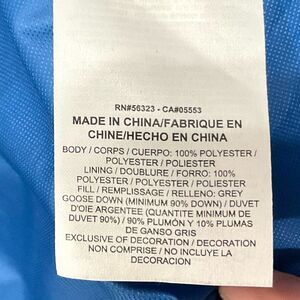 RN#56323 - CA#05553
MADE IN CHINA/FABRIQUE EN
CHINE/HECHO EN CHINA
BODY / CORPS / CUERPO: 100% POLYESTER /
POLYESTER / POLIESTER
LINING / DOUBLURE / FORRO: 100%
POLYESTER / POLYESTER / POLIESTER
FILL / REMPLISSAGE / RELLENO: GREY
GOOSE DOWN (MINIMUM 90% DOWN) / DUVET
D'OIE ARGENTEE (QUANTITE MINIMUM DE
DUVET 90%) / 90% PLUMÓN Y 10% PLUMAS
DE GANSO GRIS
EXCLUSIVE OF DECORATION / DECORATION
NON COMPRISE / NO INCLUYE LA
DECORACION